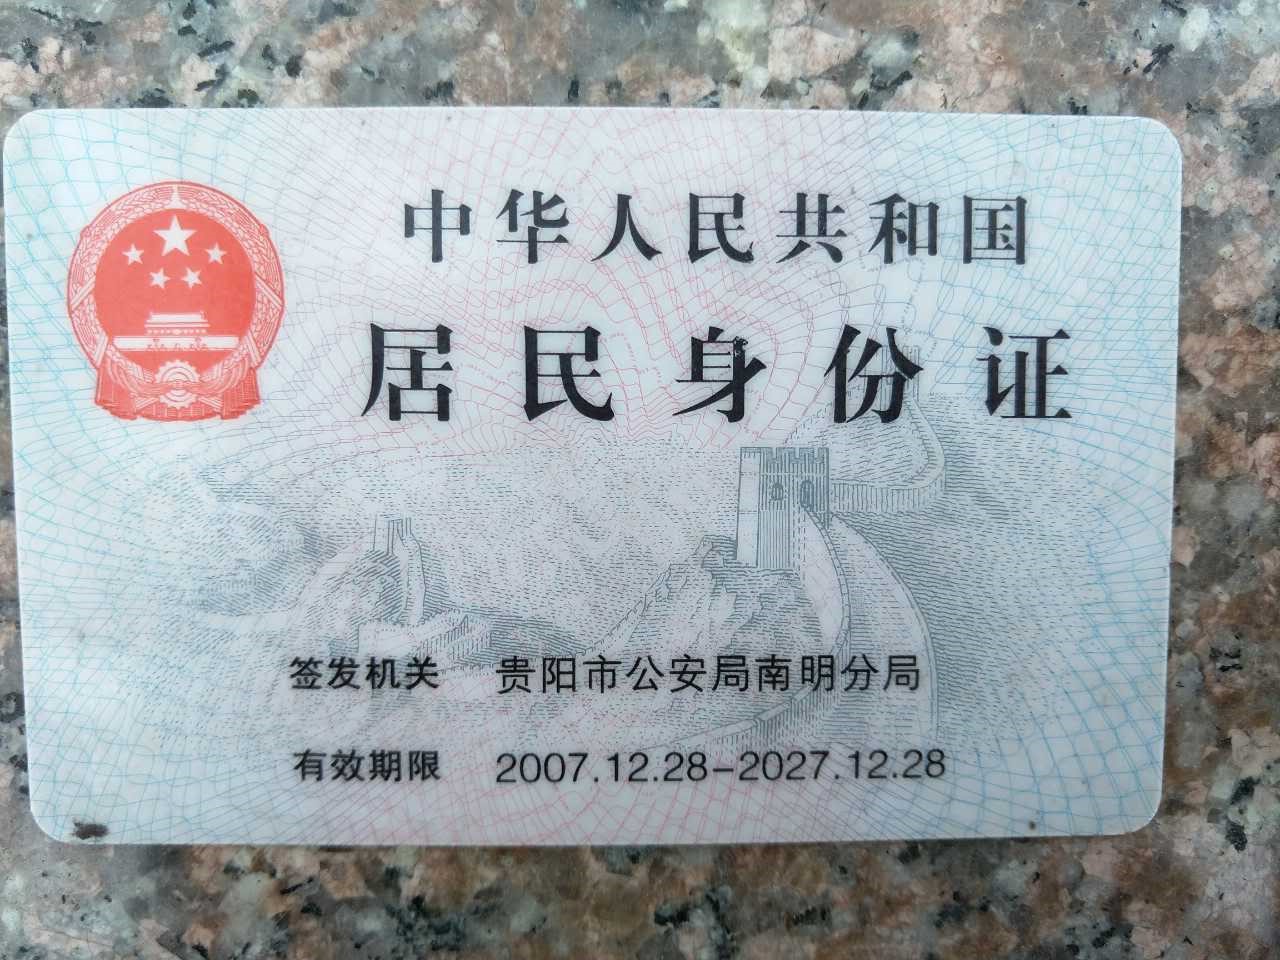 中华人民共和国
居民身份证
签发机关 贵阳市公安局南明分局
有效期限 2007.12.28-2027.12.28